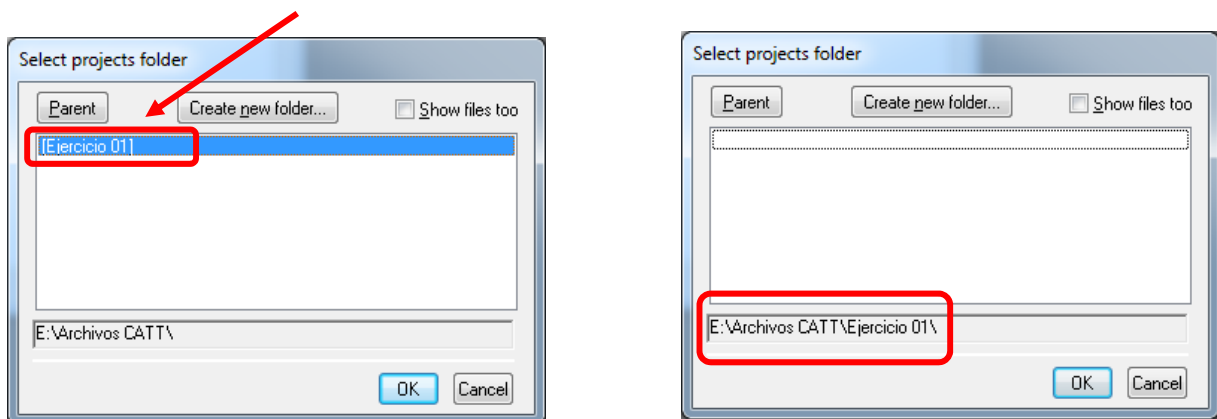 Select projects folder
Parent
Create new folder...
Show files too
[Ejercicio 01]
E:\Archivos CATT\
OK
Cancel
Select projects folder
Parent
Create new folder...
Show files too
E:\Archivos CATT\Ejercicio 01\
OK
Cancel